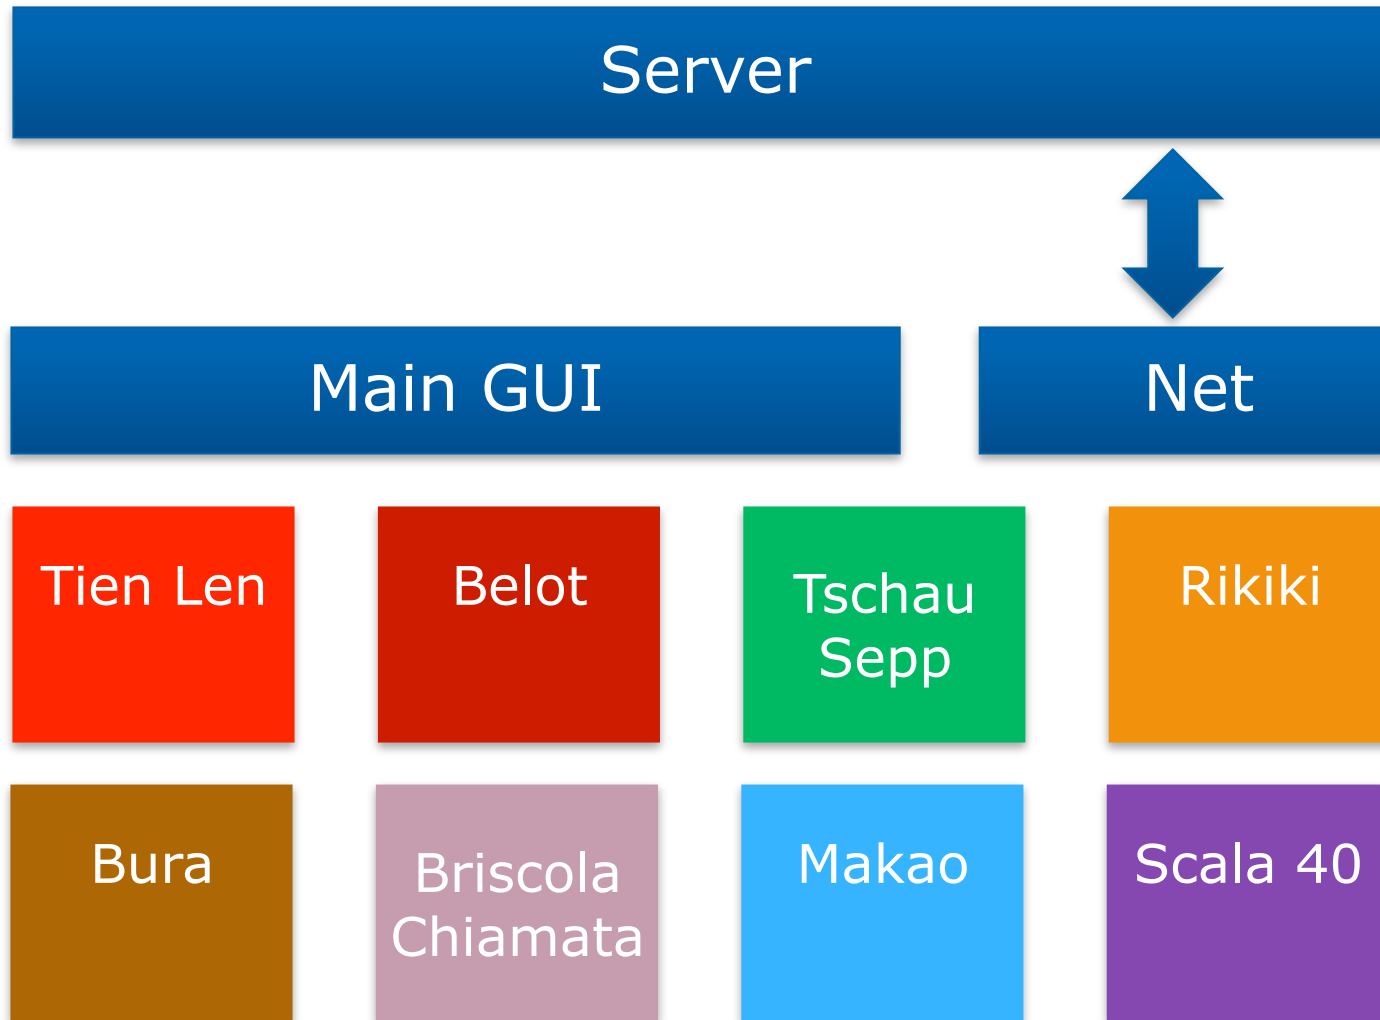 Server
Main GUI
Net
Tien Len
Belot
Tschau
Sepp
Rikiki
Bura
Briscola
Chiamata
Makao
Scala 40